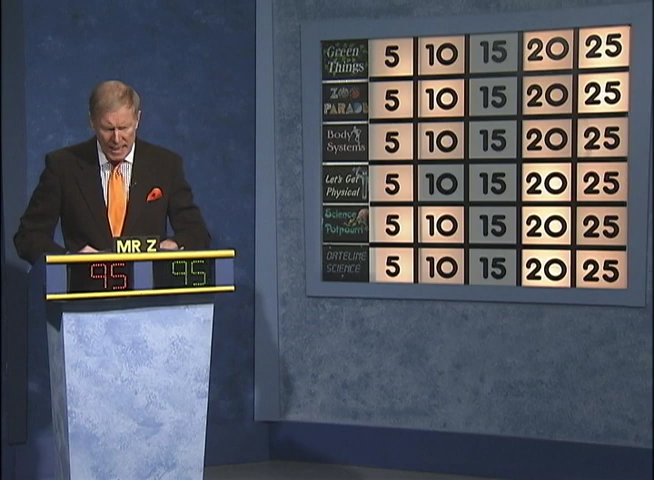 Green Things
5 10 15 20 25
ZOO PARADE
5 10 15 20 25
Body Systems
5 10 15 20 25
Let's Get Physical
5 10 15 20 25
Science Potpourri
5 10 15 20 25
DATELINE SCIENCE
5 10 15 20 25
MR Z
95 95